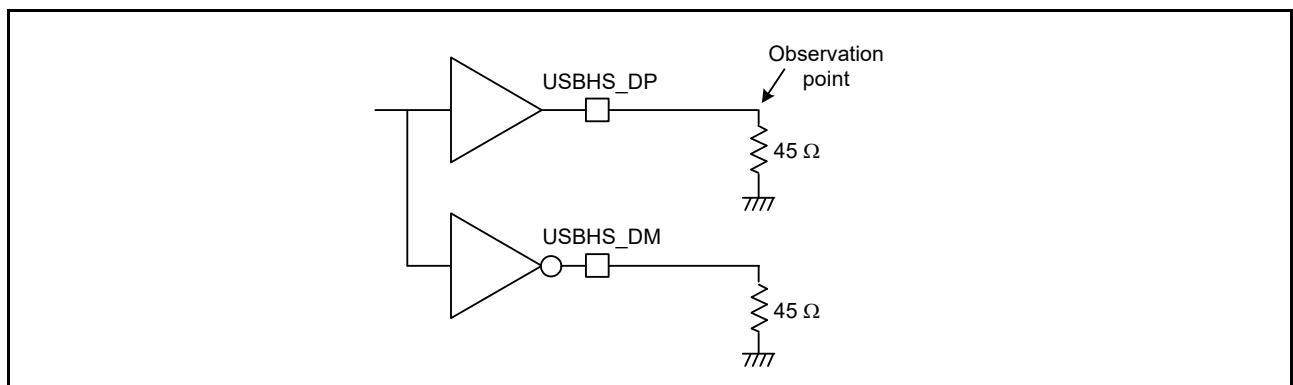 Observation
point
USBHS_DP
45 Ω
USBHS_DM
45 Ω